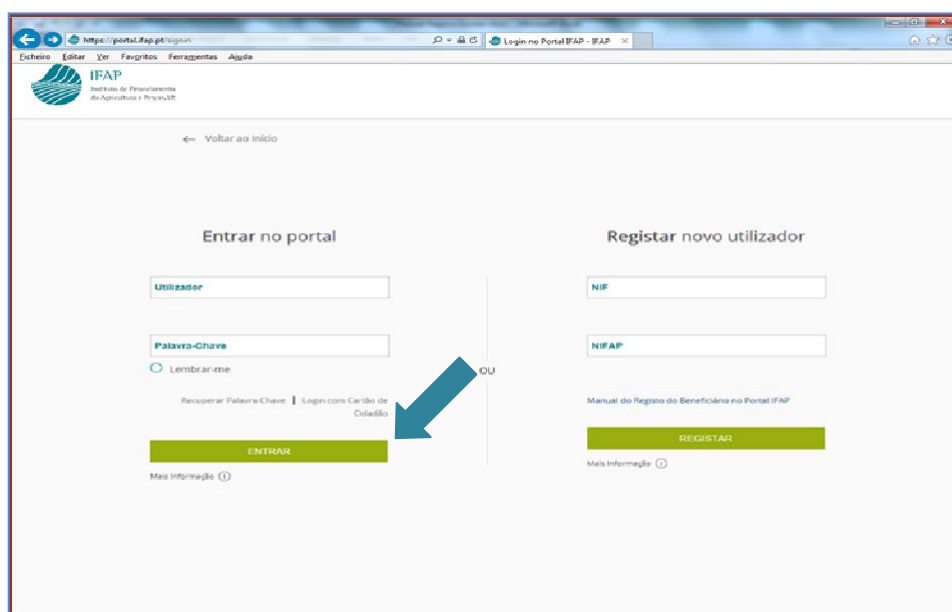 https://portal.ifap.pt/signin
Login no Portal IFAP - IFAP
Ficheiro Editar Ver Favoritos Ferramentas Ajuda
IFAP
Instituto de Financiamento
da Agricultura e Pescas, I.P.
← Voltar ao Início
Entrar no portal
Utilizador
Palavra-Chave
Lembrar-me
Recuperar Palavra-Chave | Login com Cartão de
Cidadão
ENTRAR
Mais Informação
OU
Registar novo utilizador
NIF
NIFAP
Manual do Registo do Beneficiário no Portal IFAP
REGISTAR
Mais Informação